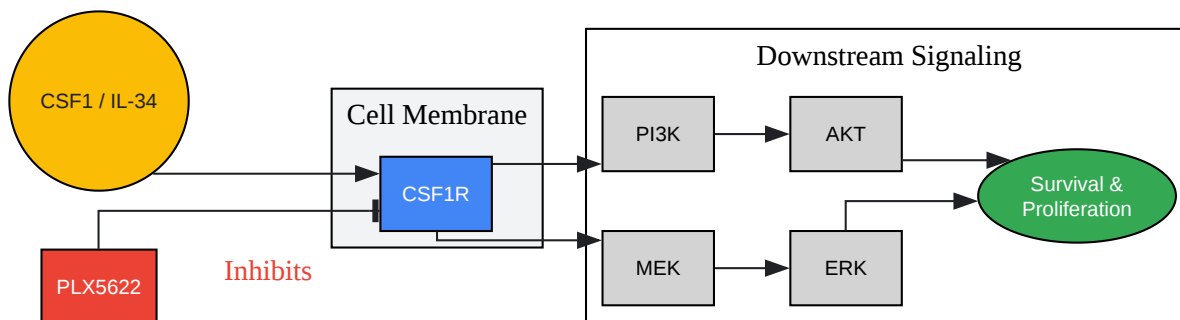 Downstream Signaling
CSF1 / IL-34
Cell Membrane
PI3K
AKT
CSF1R
Survival &
Proliferation
MEK
ERK
Inhibits
PLX5622